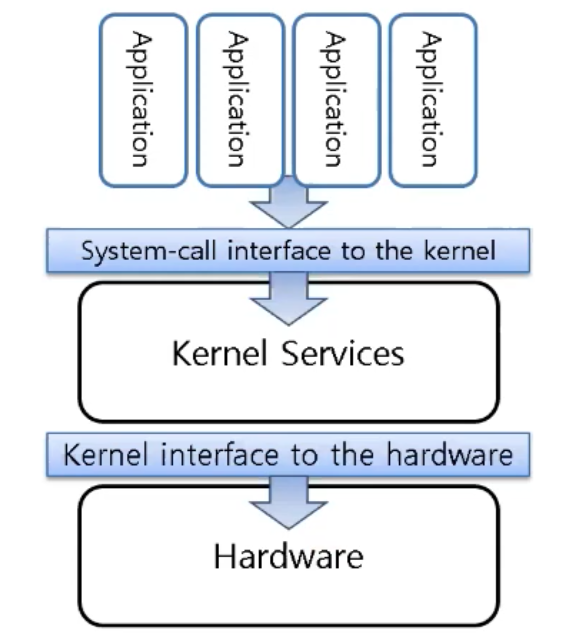 Application
Application
Application
Application
System-call interface to the kernel
Kernel Services
Kernel interface to the hardware
Hardware